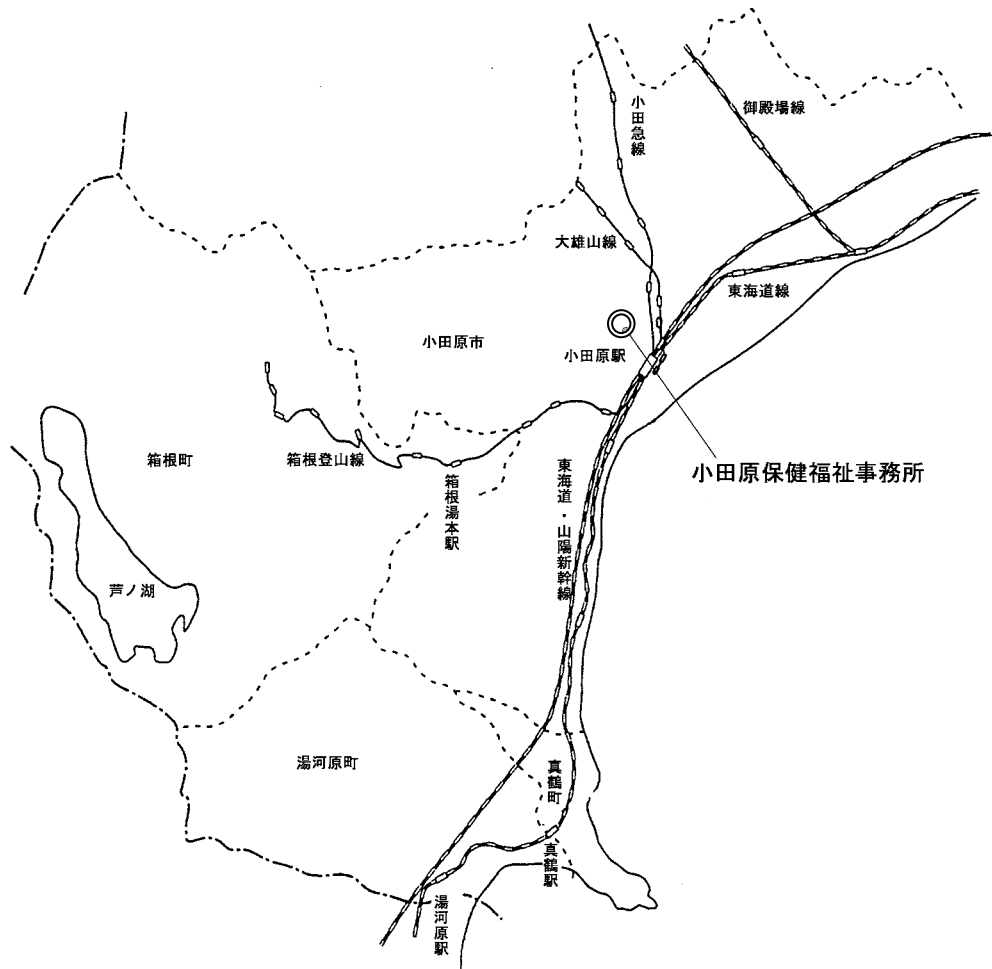 小田急線
御殿場線
大雄山線
東海道線
小田原市
小田原駅
箱根町
箱根登山線
箱根湯本駅
東海道・山陽新幹線
小田原保健福祉事務所
芦ノ湖
湯河原町
真鶴町
真鶴駅
湯河原駅